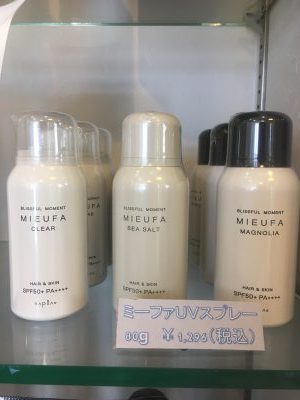 BLISSFUL MOMENT
MIEUFA
CLEAR
HAIR & SKIN
SPF50+ PA++++
napla
BLISSFUL MOMENT
MIEUFA
SEA SALT
HAIR & SKIN
SPF50+ PA++++
BLISSFUL MOMENT
MIEUFA
MAGNOLIA
HAIR & SKIN
SPF50+ PA++++
ミーファUVスプレー
80g ¥1,296(税込)